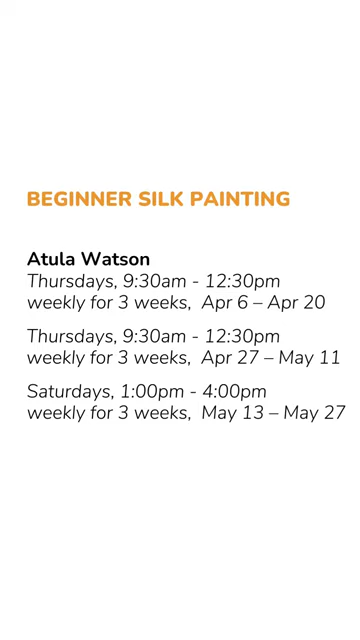 BEGINNER SILK PAINTING
Atula Watson
Thursdays, 9:30am - 12:30pm
weekly for 3 weeks, Apr 6 – Apr 20
Thursdays, 9:30am - 12:30pm
weekly for 3 weeks, Apr 27 – May 11
Saturdays, 1:00pm - 4:00pm
weekly for 3 weeks, May 13 – May 27